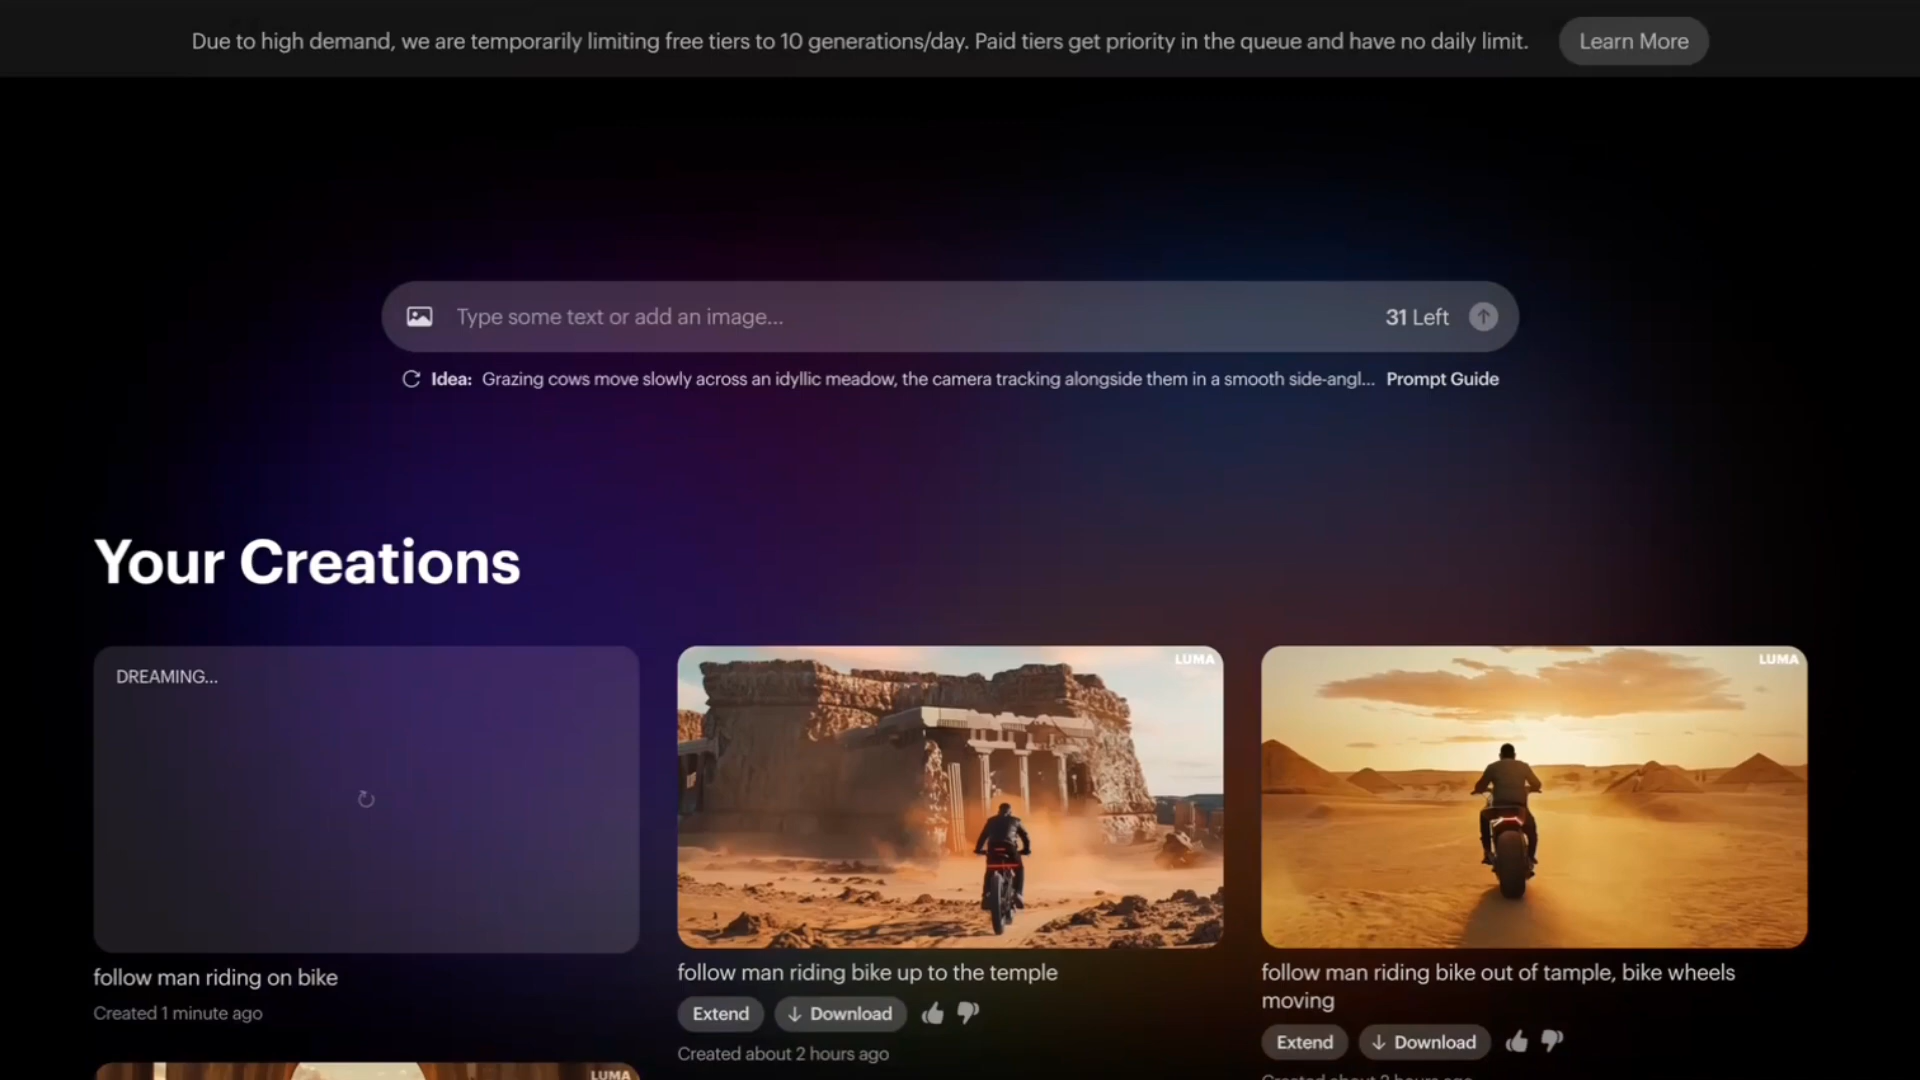 Due to high demand, we are temporarily limiting free tiers to 10 generations/day. Paid tiers get priority in the queue and have no daily limit.
Learn More
Type some text or add an image...
31 Left
Idea: Grazing cows move slowly across an idyllic meadow, the camera tracking alongside them in a smooth side-angl...
Prompt Guide
Your Creations
DREAMING...
follow man riding on bike
Created 1 minute ago
LUMA
LUMA
follow man riding bike up to the temple
Extend
Download
Created about 2 hours ago
LUMA
follow man riding bike out of tample, bike wheels
moving
Extend
Download
Created about 2 hours ago